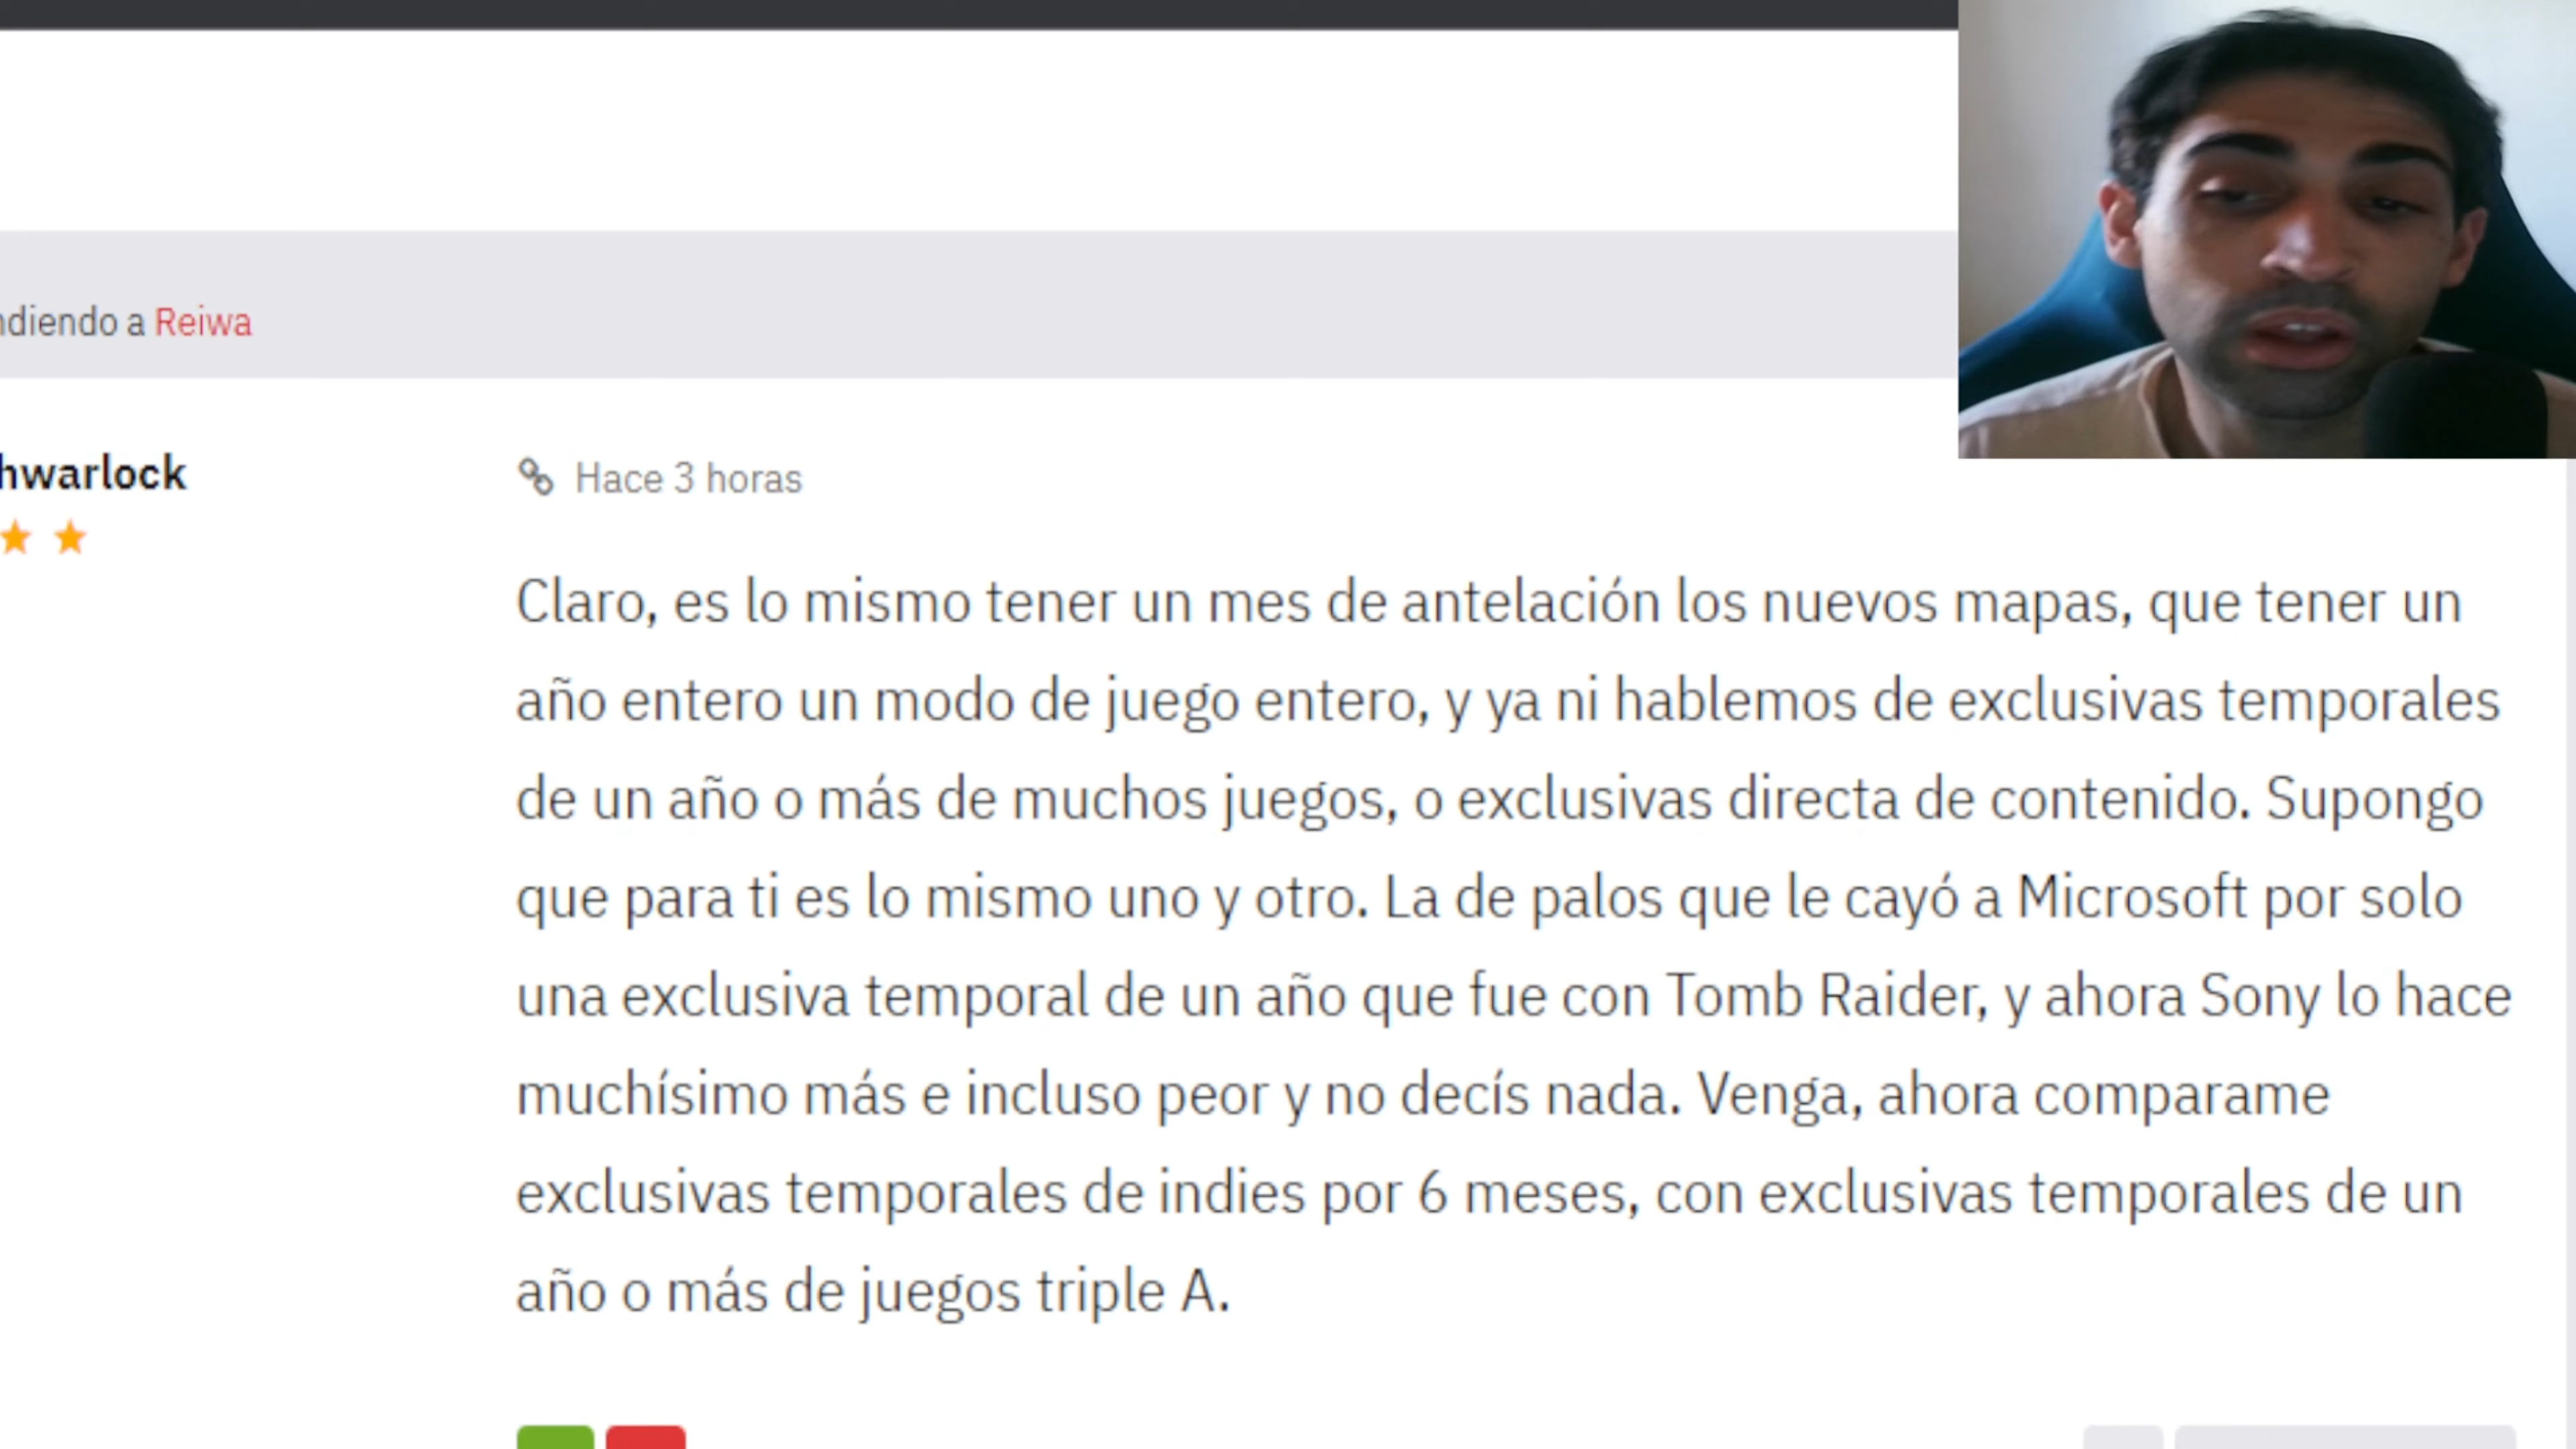 ndiendo a Reiwa
hwarlock
Hace 3 horas
Claro, es lo mismo tener un mes de antelación los nuevos mapas, que tener un
año entero un modo de juego entero, y ya ni hablemos de exclusivas temporales
de un año o más de muchos juegos, o exclusivas directa de contenido. Supongo
que para ti es lo mismo uno y otro. La de palos que le cayó a Microsoft por solo
una exclusiva temporal de un año que fue con Tomb Raider, y ahora Sony lo hace
muchísimo más e incluso peor y no decís nada. Venga, ahora comparame
exclusivas temporales de indies por 6 meses, con exclusivas temporales de un
año o más de juegos triple A.